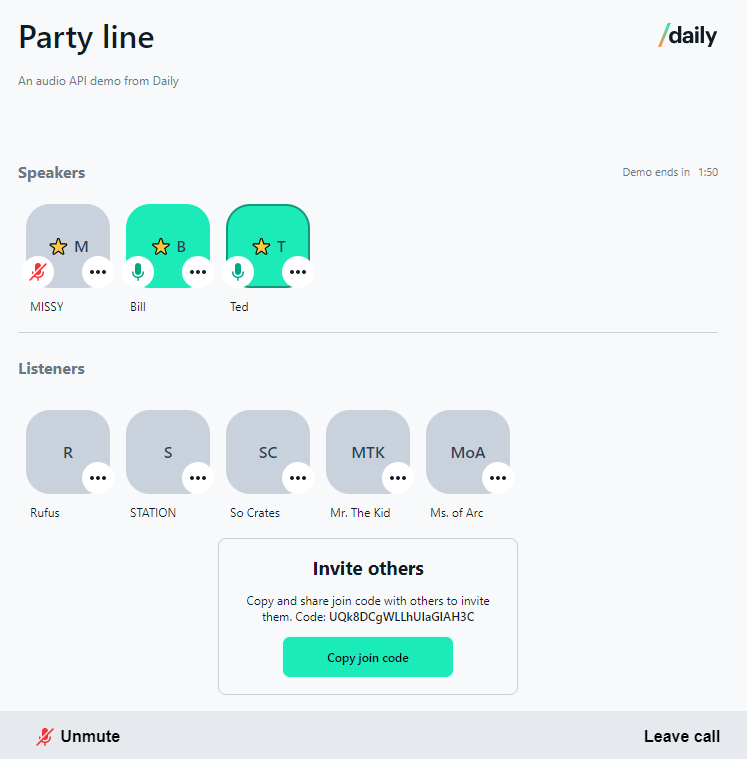 Party line
/daily
An audio API demo from Daily
Speakers
Demo ends in 1:50
M
B
T
MISSY
Bill
Ted
Listeners
R
S
SC
MTK
MoA
Rufus
STATION
So Crates
Mr. The Kid
Ms. of Arc
Invite others
Copy and share join code with others to invite
them. Code: UQk8DCgWLLhUIaGIAH3C
Copy join code
Unmute
Leave call